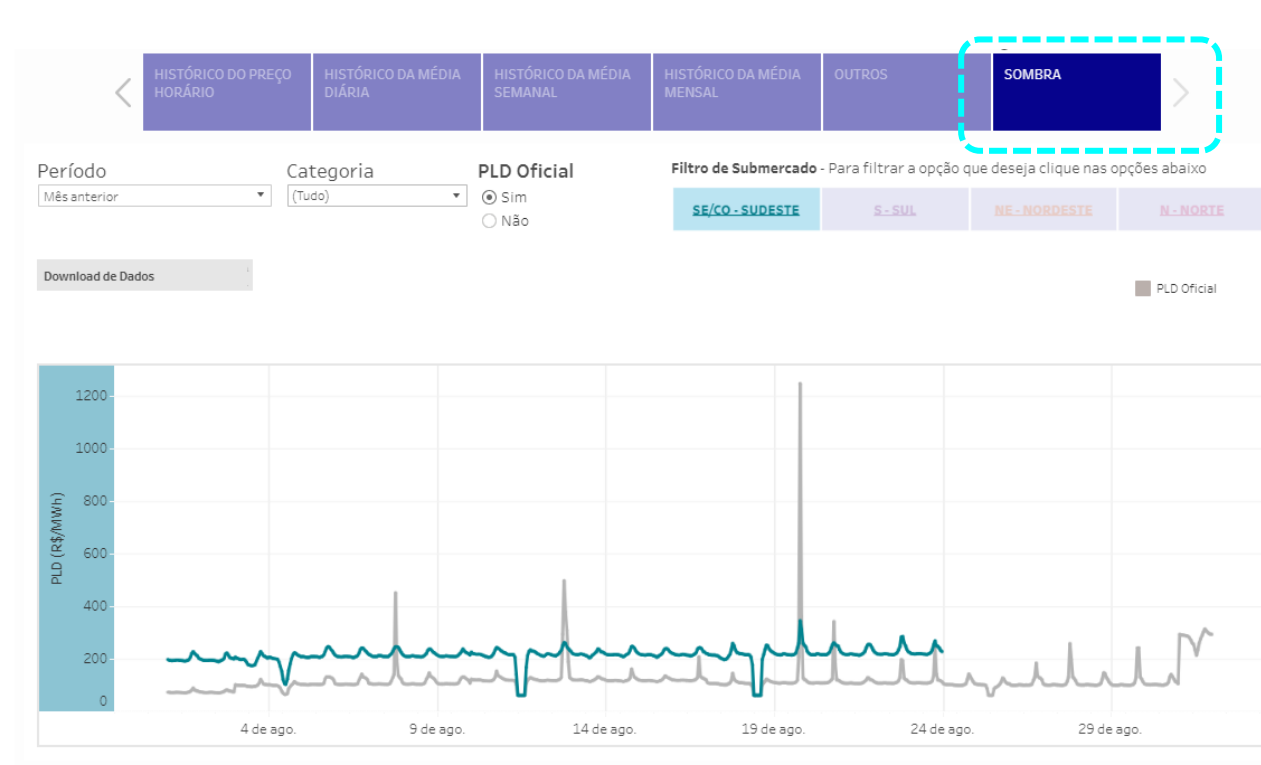 HISTÓRICO DO PREÇO
HORÁRIO
HISTÓRICO DA MÉDIA
DIÁRIA
HISTÓRICO DA MÉDIA
SEMANAL
HISTÓRICO DA MÉDIA
MENSAL
OUTROS
SOMBRA
Período
Mês anterior
Categoria
(Tudo)
PLD Oficial
Sim
Não
Filtro de Submercado - Para filtrar a opção que deseja clique nas opções abaixo
SE/CO - SUDESTE
S - SUL
NE - NORDESTE
N - NORTE
Download de Dados
PLD Oficial
PLD (R$/MWh)
1200
1000
800
600
400
200
0
4 de ago.
9 de ago.
14 de ago.
19 de ago.
24 de ago.
29 de ago.